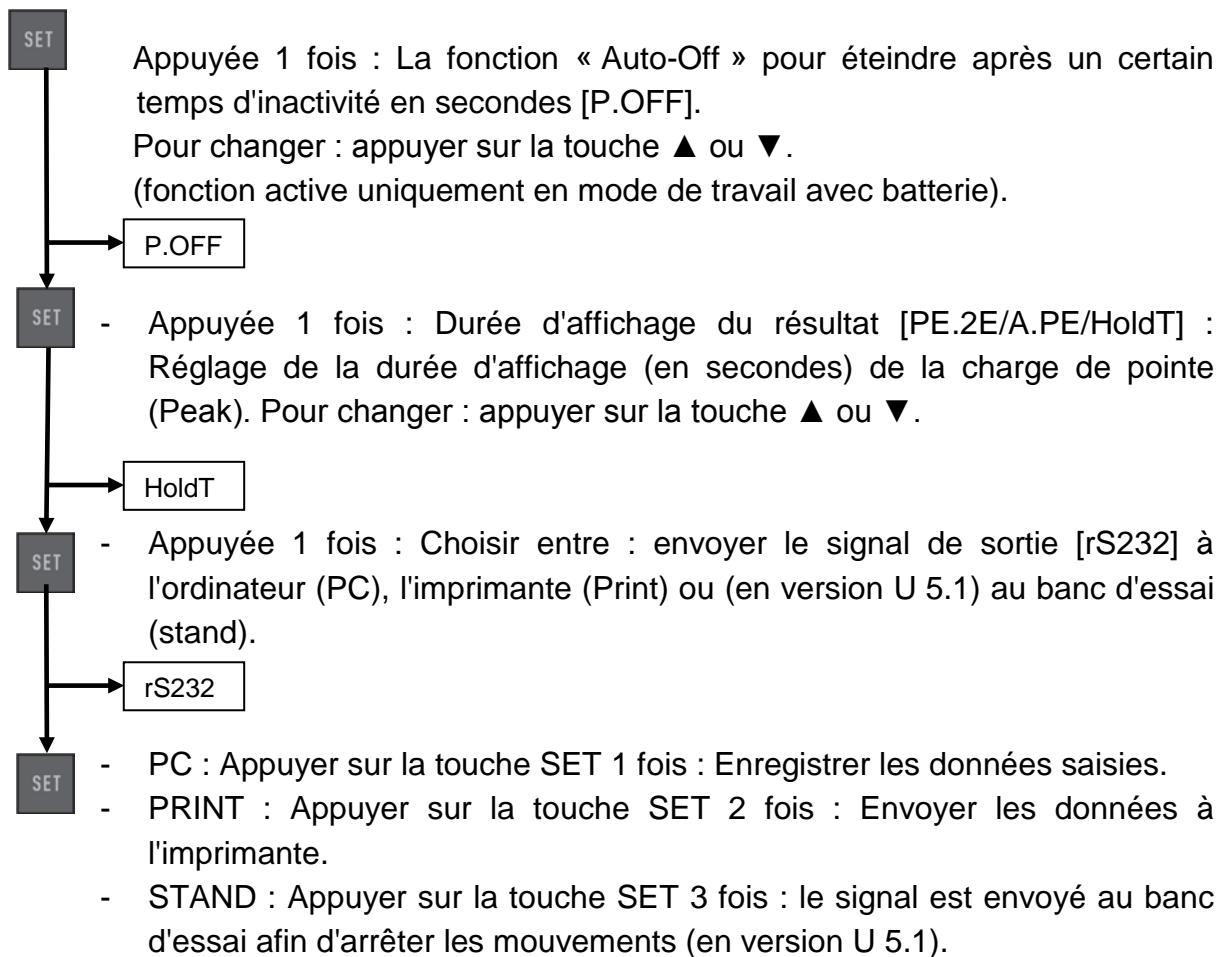 SET
Appuyée 1 fois : La fonction « Auto-Off » pour éteindre après un certain
temps d'inactivité en secondes [P.OFF].
Pour changer : appuyer sur la touche ▲ ou ▼.
(fonction active uniquement en mode de travail avec batterie).
P.OFF
SET
- Appuyée 1 fois : Durée d'affichage du résultat [PE.2E/A.PE/HoldT] :
Réglage de la durée d'affichage (en secondes) de la charge de pointe
(Peak). Pour changer : appuyer sur la touche ▲ ou ▼.
HoldT
SET
- Appuyée 1 fois : Choisir entre : envoyer le signal de sortie [rS232] à
l'ordinateur (PC), l'imprimante (Print) ou (en version U 5.1) au banc d'essai
(stand).
rS232
SET
- PC : Appuyer sur la touche SET 1 fois : Enregistrer les données saisies.
- PRINT : Appuyer sur la touche SET 2 fois : Envoyer les données à
l'imprimante.
- STAND : Appuyer sur la touche SET 3 fois : le signal est envoyé au banc
d'essai afin d'arrêter les mouvements (en version U 5.1).